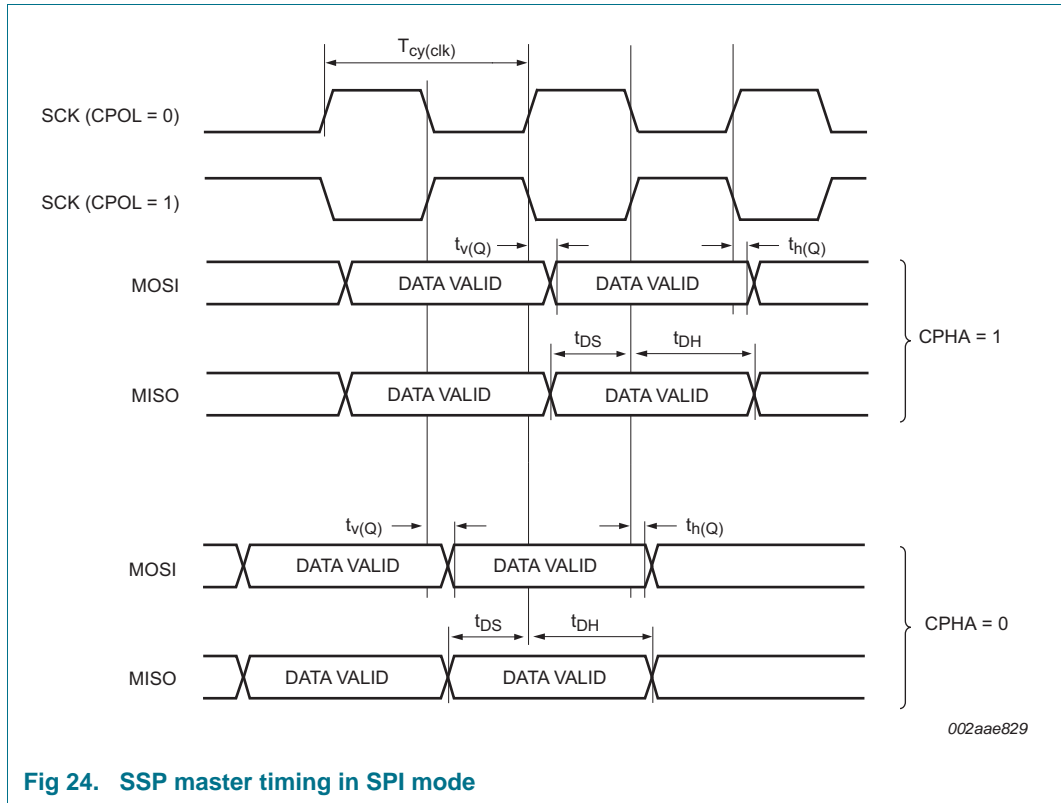 Tcy(clk)
SCK (CPOL = 0)
SCK (CPOL = 1)
tv(Q)
th(Q)
MOSI
DATA VALID
DATA VALID
tDS
tDH
CPHA = 1
MISO
DATA VALID
DATA VALID
tv(Q)
th(Q)
MOSI
DATA VALID
DATA VALID
tDS
tDH
CPHA = 0
MISO
DATA VALID
DATA VALID
002aae829
Fig 24. SSP master timing in SPI mode